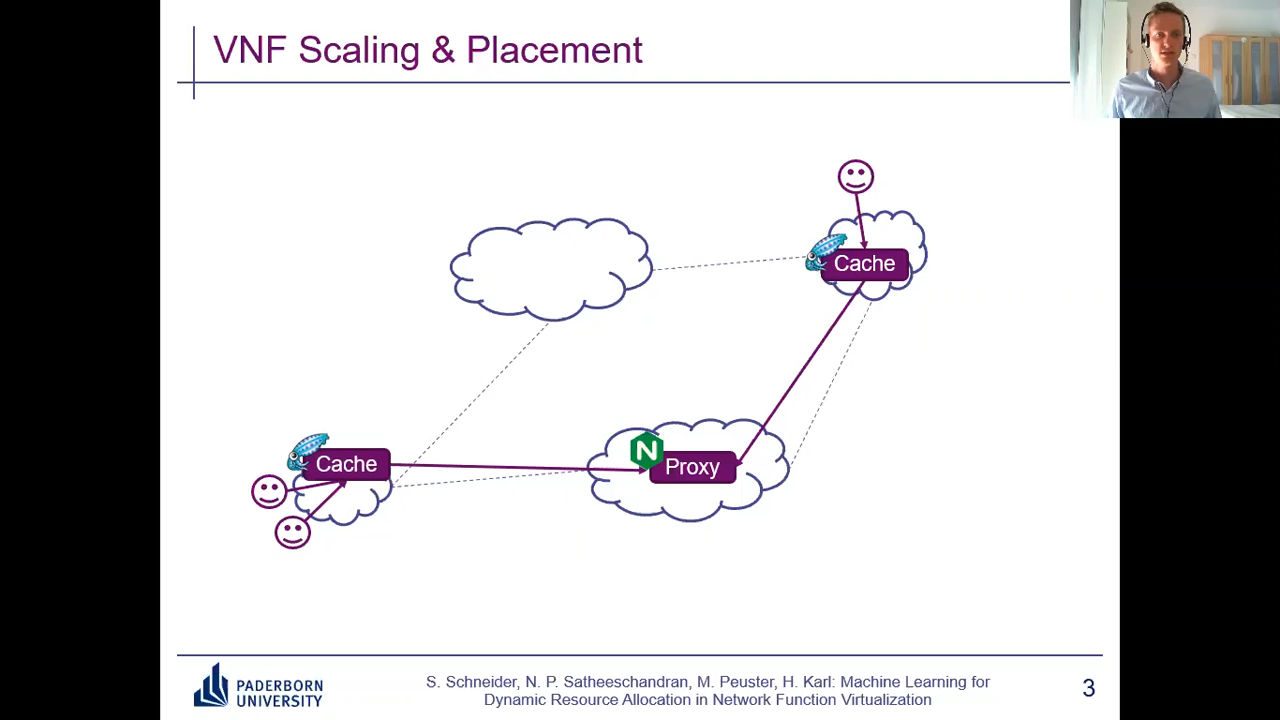 VNF Scaling & Placement
Cache
Cache
N
Proxy
PADERBORN
UNIVERSITY
S. Schneider, N. P. Satheeschandran, M. Peuster, H. Karl: Machine Learning for
Dynamic Resource Allocation in Network Function Virtualization
3